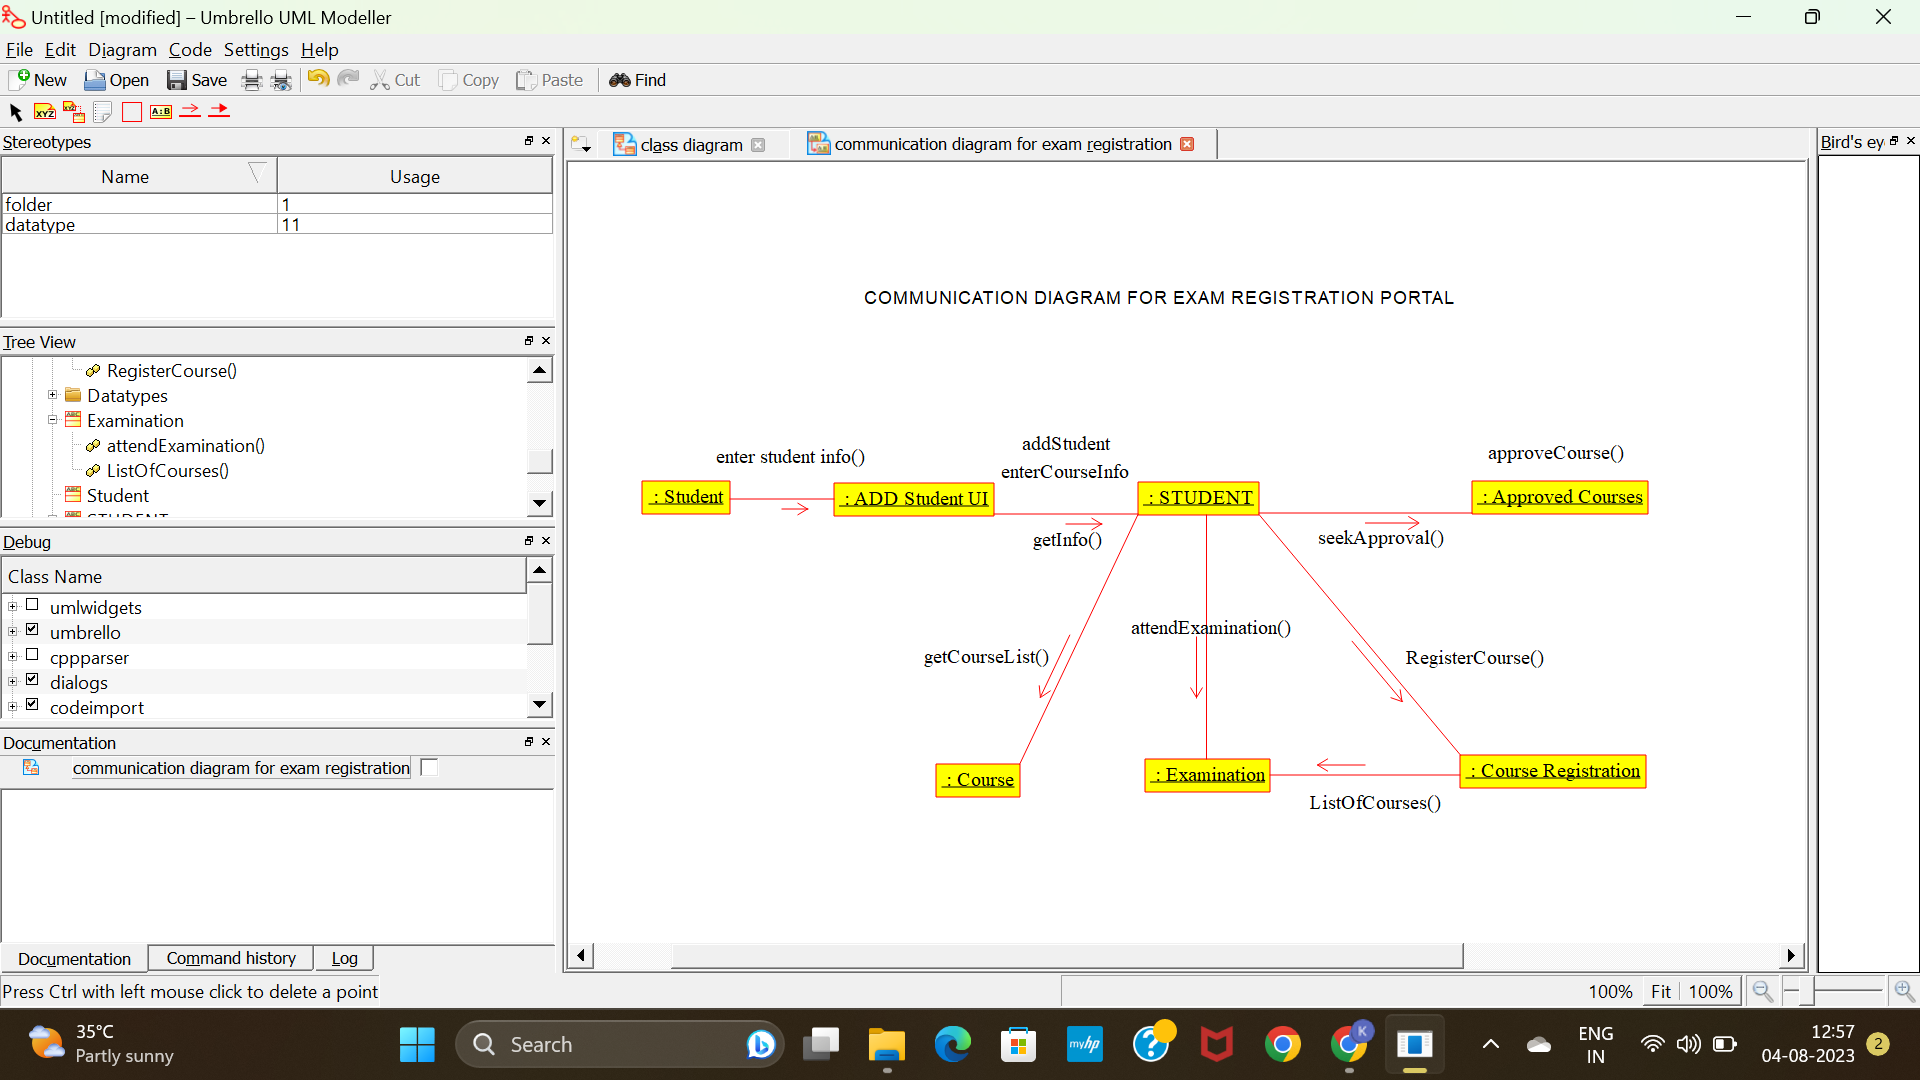 Untitled [modified] – Umbrello UML Modeller
File Edit Diagram Code Settings Help
New Open Save Cut Copy Paste Find
XYZ XYZ A:B
Stereotypes
Name Usage
folder 1
datatype 11
Tree View
RegisterCourse()
Datatypes
Examination
attendExamination()
ListOfCourses()
Student
STUDENT
Debug
Class Name
umlwidgets
umbrello
cppparser
dialogs
codeimport
Documentation
communication diagram for exam registration
Documentation Command history Log
Press Ctrl with left mouse click to delete a point
class diagram communication diagram for exam registration
COMMUNICATION DIAGRAM FOR EXAM REGISTRATION PORTAL
enter student info()
addStudent
enterCourseInfo
approveCourse()
: Student
: ADD Student UI
: STUDENT
: Approved Courses
getInfo()
seekApproval()
attendExamination()
getCourseList()
RegisterCourse()
: Course
: Examination
: Course Registration
ListOfCourses()
Bird's ey
100% Fit 100%
35°C
Partly sunny
Search
myhp
K
ENG
IN
12:57
04-08-2023
2